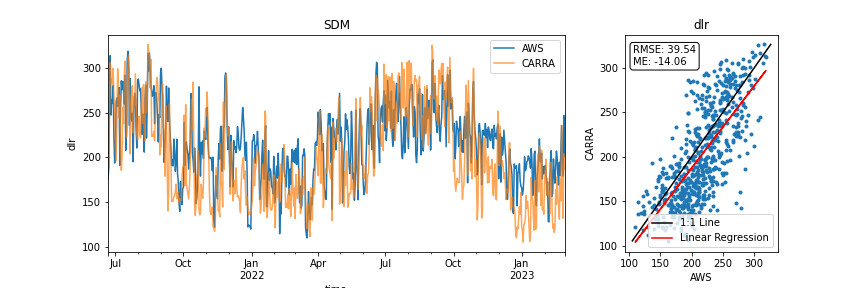 SDM
dlr
300
250
200
150
100
AWS
CARRA
Jul
Oct
Jan
2022
Apr
Jul
Oct
Jan
2023
time
dlr
CARRA
300
250
200
150
100
RMSE: 39.54
ME: -14.06
1:1 Line
Linear Regression
100 150 200 250 300
AWS